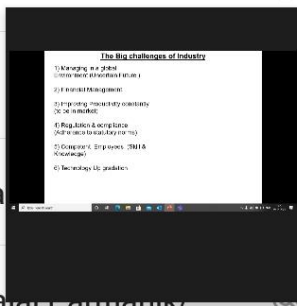 The Big challenges of Industry
1) Managing in a global
Environment (Uncertain Future )
2) Financial Management
3) Improving Productivity constantly
(to be in market)
4) Regulation & compliance
(Adherence to statutory norms)
5) Competent Employees (Skill &
Knowledge)
6) Technology Up gradation